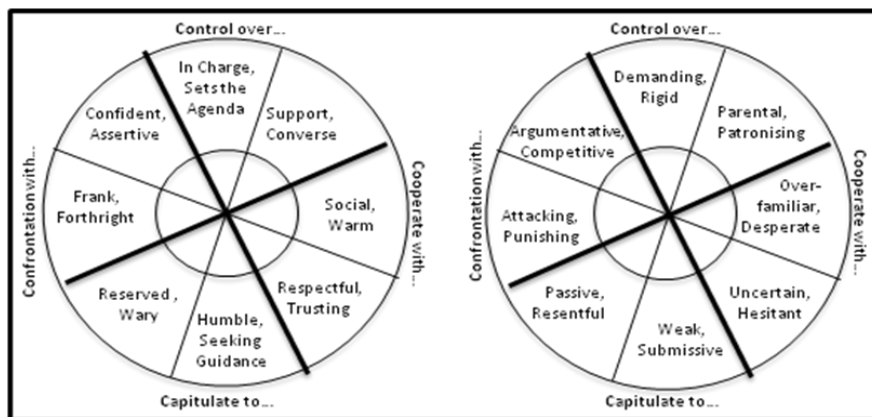 Control over...
In Charge,
Sets the
Agenda
Confident,
Assertive
Support,
Converse
Confrontation with...
Frank,
Forthright
Social,
Warm
Cooperate with...
Reserved ,
Wary
Respectful,
Trusting
Humble,
Seeking
Guidance
Capitulate to...
Control over...
Demanding,
Rigid
Parental,
Patronising
Argumentative,
Competitive
Confrontation with...
Attacking,
Punishing
Over-
familiar,
Desperate
Cooperate with...
Passive,
Resentful
Uncertain,
Hesitant
Weak,
Submissive
Capitulate to...